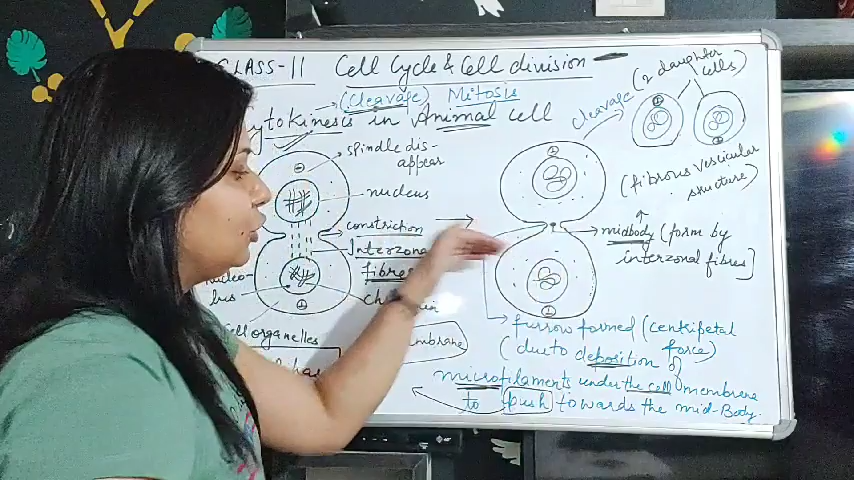 CLASS-11 Cell Cycle & Cell division
(Cleavage) Mitosis
Cytokinesis in Animal cell
spindle dis-
appear
nucleus
constriction
Interzonal
fibres
nucleo-
lus
cell organelles
cleavage
(2 daughter
cells)
(fibrous vesicular
structure)
midbody (form by
interzonal fibres]
furrow formed (centripetal
force)
(due to deposition of
microfilaments under the cell membrane
to push towards the mid-Body.